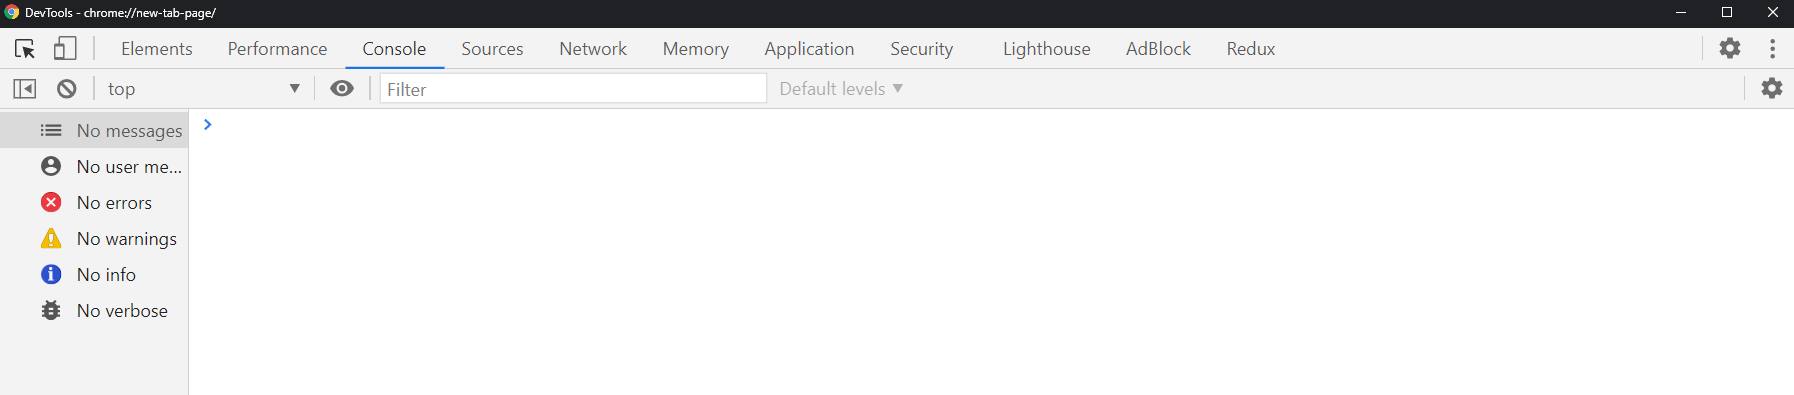 DevTools - chrome://new-tab-page/
Elements Performance Console Sources Network Memory Application Security Lighthouse AdBlock Redux
top Filter Default levels
No messages
No user me...
No errors
No warnings
No info
No verbose